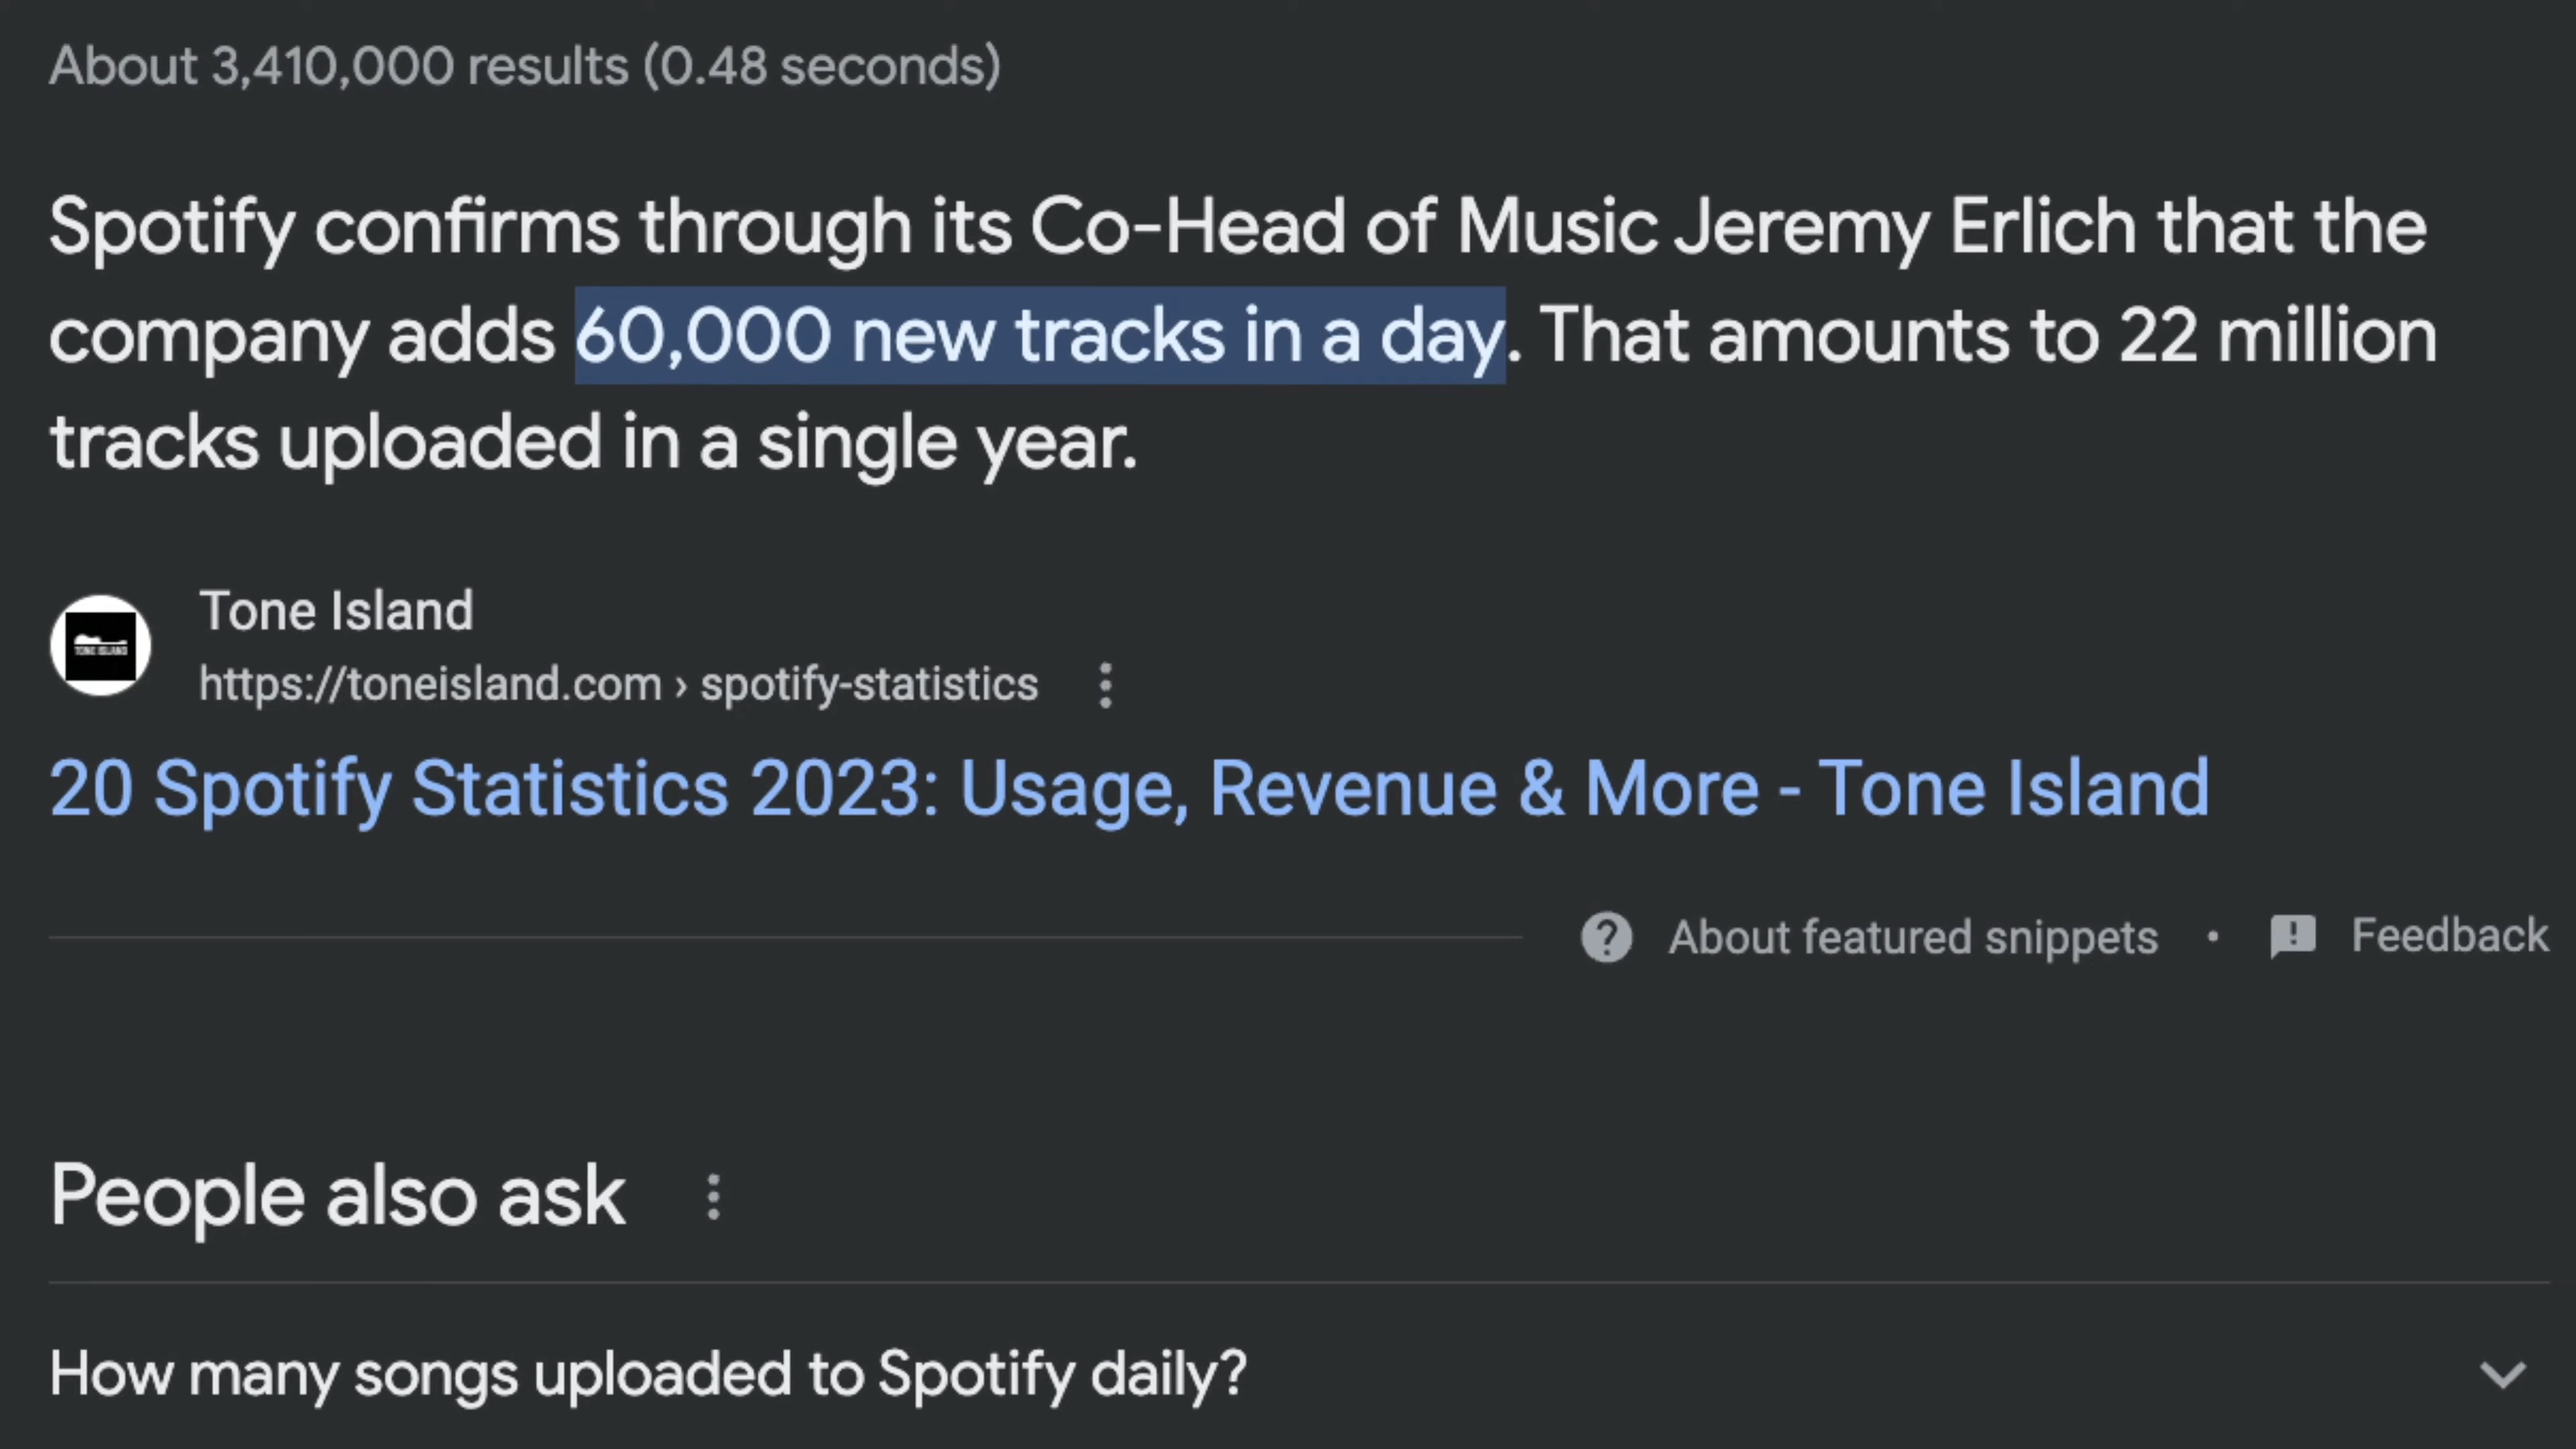 About 3,410,000 results (0.48 seconds)
Spotify confirms through its Co-Head of Music Jeremy Erlich that the
company adds 60,000 new tracks in a day. That amounts to 22 million
tracks uploaded in a single year.
TONE ISLAND
Tone Island
https://toneisland.com › spotify-statistics
20 Spotify Statistics 2023: Usage, Revenue & More - Tone Island
About featured snippets • Feedback
People also ask
How many songs uploaded to Spotify daily?